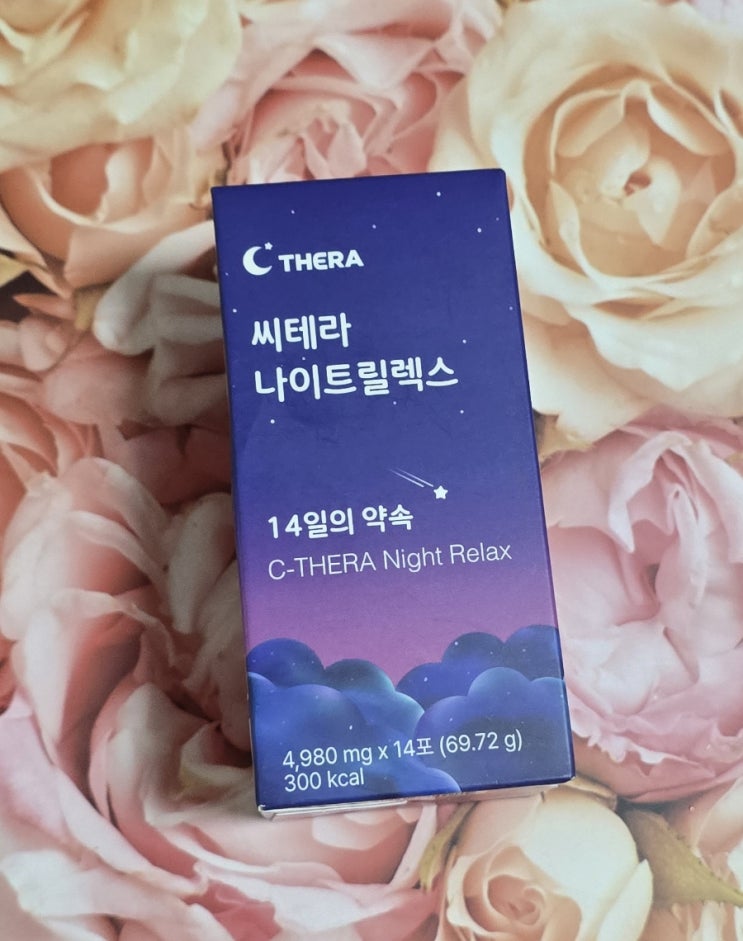 THERA
씨테라
나이트릴렉스
14일의 약속
C-THERA Night Relax
4,980 mg x 14포 (69.72 g)
300 kcal